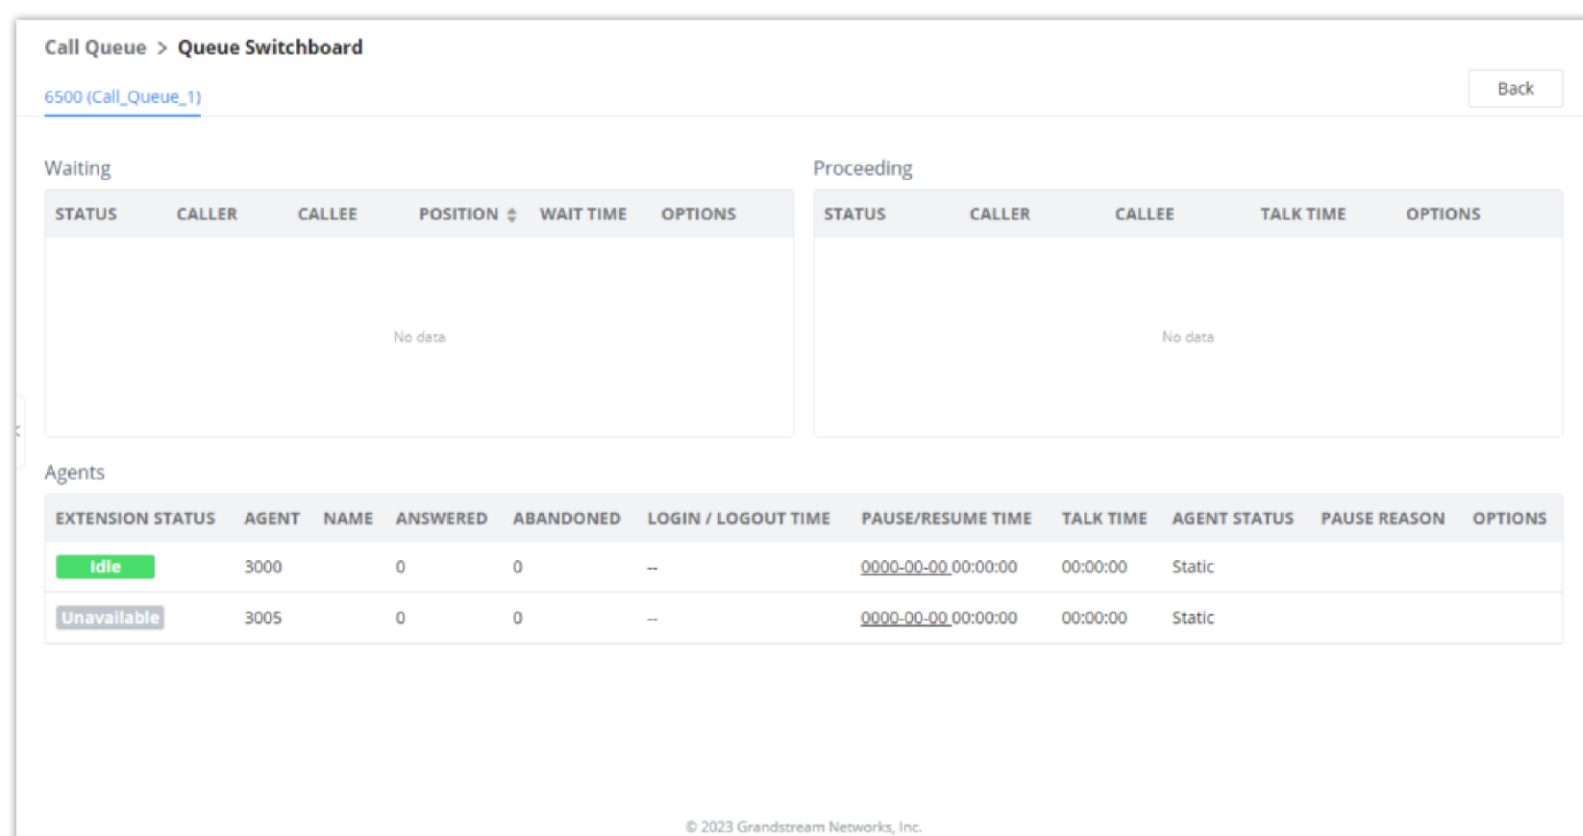 Call Queue > Queue Switchboard
6500 (Call_Queue_1)
Back
Waiting
STATUS CALLER CALLEE POSITION WAIT TIME OPTIONS
No data
Proceeding
STATUS CALLER CALLEE TALK TIME OPTIONS
No data
Agents
EXTENSION STATUS AGENT NAME ANSWERED ABANDONED LOGIN / LOGOUT TIME PAUSE/RESUME TIME TALK TIME AGENT STATUS PAUSE REASON OPTIONS
Idle 3000 0 0 -- 0000-00-00 00:00:00 00:00:00 Static
Unavailable 3005 0 0 -- 0000-00-00 00:00:00 00:00:00 Static
© 2023 Grandstream Networks, Inc.